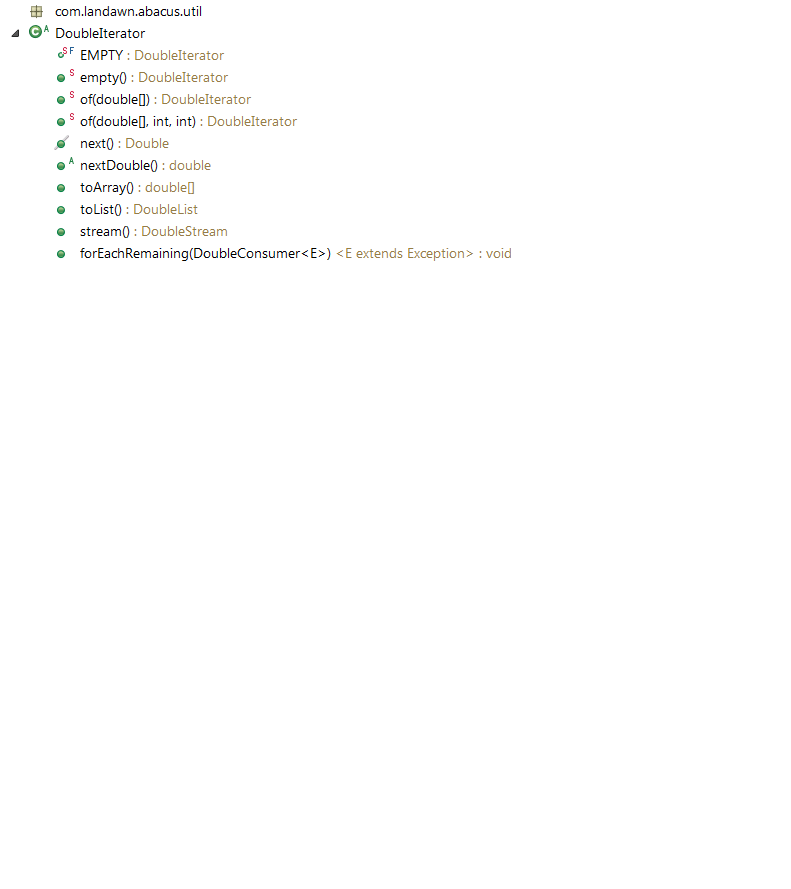 com.landawn.abacus.util
C A DoubleIterator
S F EMPTY : DoubleIterator
S empty() : DoubleIterator
S of(double[]) : DoubleIterator
S of(double[], int, int) : DoubleIterator
next() : Double
A nextDouble() : double
toArray() : double[]
toList() : DoubleList
stream() : DoubleStream
forEachRemaining(DoubleConsumer<E>) <E extends Exception> : void